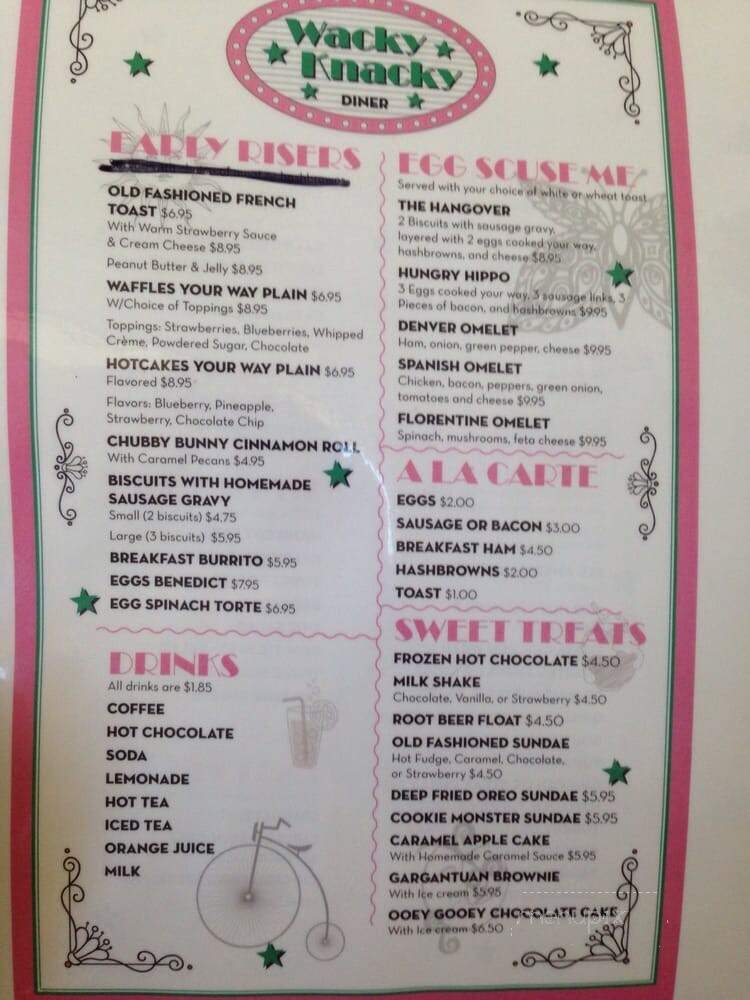 Wacky
Knacky
DINER
EARLY RISERS
OLD FASHIONED FRENCH
TOAST $6.95
With Warm Strawberry Sauce
& Cream Cheese $8.95
Peanut Butter & Jelly $8.95
WAFFLES YOUR WAY PLAIN $6.95
W/Choice of Toppings $8.95
Toppings: Strawberries, Blueberries, Whipped
Crème, Powdered Sugar, Chocolate
HOTCAKES YOUR WAY PLAIN $6.95
Flavored $8.95
Flavors: Blueberry, Pineapple,
Strawberry, Chocolate Chip
CHUBBY BUNNY CINNAMON ROLL
With Caramel Pecans $4.95
BISCUITS WITH HOMEMADE
SAUSAGE GRAVY
Small (2 biscuits) $4.75
Large (3 biscuits) $5.95
BREAKFAST BURRITO $5.95
EGGS BENEDICT $7.95
EGG SPINACH TORTE $6.95
DRINKS
All drinks are $1.85
COFFEE
HOT CHOCOLATE
SODA
LEMONADE
HOT TEA
ICED TEA
ORANGE JUICE
MILK
EGG SCUSE ME
Served with your choice of white or wheat toast
THE HANGOVER
2 Biscuits with sausage gravy,
layered with 2 eggs cooked your way,
hashbrowns, and cheese $8.95
HUNGRY HIPPO
3 Eggs cooked your way, 3 sausage links, 3
Pieces of bacon, and hashbrowns $9.95
DENVER OMELET
Ham, onion, green pepper, cheese $9.95
SPANISH OMELET
Chicken, bacon, peppers, green onion,
tomatoes and cheese $9.95
FLORENTINE OMELET
Spinach, mushrooms, feta cheese $9.95
A LA CARTE
EGGS $2.00
SAUSAGE OR BACON $3.00
BREAKFAST HAM $4.50
HASHBROWNS $2.00
TOAST $1.00
SWEET TREATS
FROZEN HOT CHOCOLATE $4.50
MILK SHAKE
Chocolate, Vanilla, or Strawberry $4.50
ROOT BEER FLOAT $4.50
OLD FASHIONED SUNDAE
Hot Fudge, Caramel, Chocolate,
or Strawberry $4.50
DEEP FRIED OREO SUNDAE $5.95
COOKIE MONSTER SUNDAE $5.95
CARAMEL APPLE CAKE
With Homemade Caramel Sauce $5.95
GARGANTUAN BROWNIE
With Ice cream $5.95
OOEY GOOEY CHOCOLATE CAKE
With Ice cream $6.50
menupix